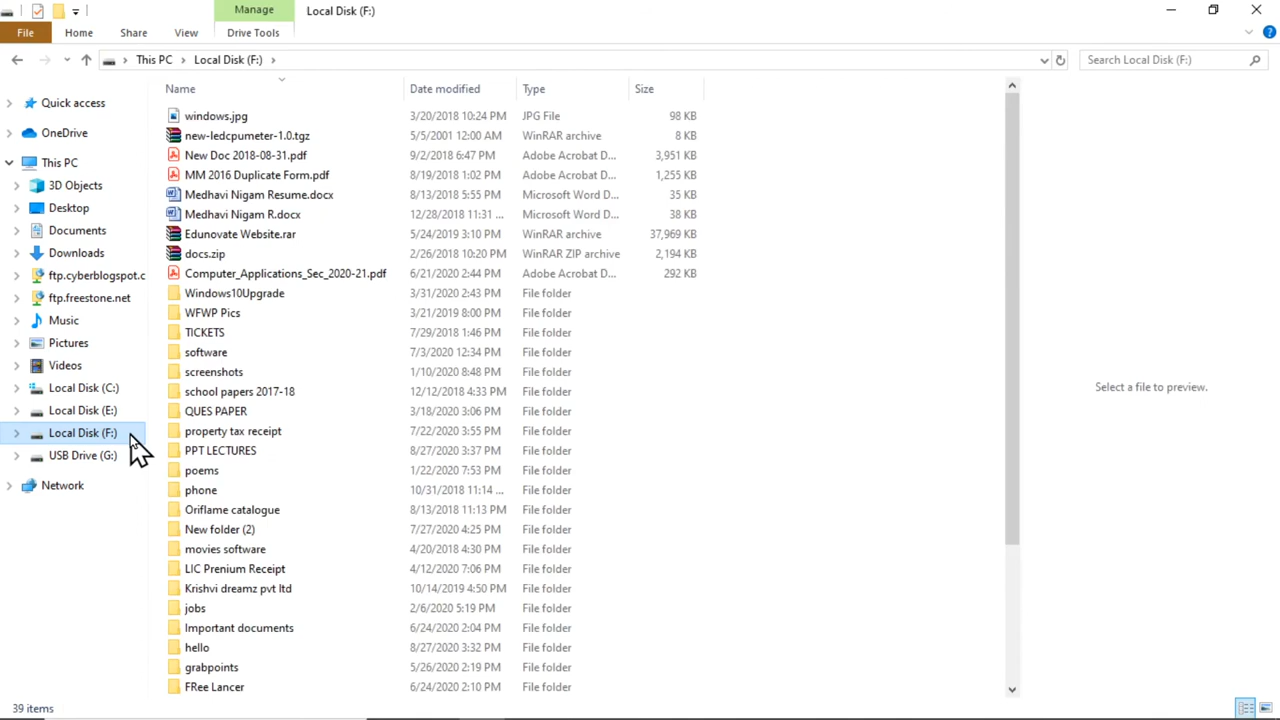 Manage
Local Disk (F:)
File
Home
Share
View
Drive Tools
This PC
Local Disk (F:)
Search Local Disk (F:)
Name
Date modified
Type
Size
Quick access
OneDrive
This PC
3D Objects
Desktop
Documents
Downloads
ftp.cyberblogspot.c
ftp.freestone.net
Music
Pictures
Videos
Local Disk (C:)
Local Disk (E:)
Local Disk (F:)
USB Drive (G:)
Network
windows.jpg 3/20/2018 10:24 PM JPG File 98 KB
new-ledcpumeter-1.0.tgz 5/5/2001 12:00 AM WinRAR archive 8 KB
New Doc 2018-08-31.pdf 9/2/2018 6:47 PM Adobe Acrobat D... 3,951 KB
MM 2016 Duplicate Form.pdf 8/19/2018 1:02 PM Adobe Acrobat D... 1,255 KB
Medhavi Nigam Resume.docx 8/13/2018 5:55 PM Microsoft Word D... 35 KB
Medhavi Nigam R.docx 12/28/2018 11:31 ... Microsoft Word D... 38 KB
Edunovate Website.rar 5/24/2019 3:10 PM WinRAR archive 37,969 KB
docs.zip 2/26/2018 10:20 PM WinRAR ZIP archive 2,194 KB
Computer_Applications_Sec_2020-21.pdf 6/21/2020 2:44 PM Adobe Acrobat D... 292 KB
Windows10Upgrade 3/31/2020 2:43 PM File folder
WFWP Pics 3/21/2019 8:00 PM File folder
TICKETS 7/29/2018 1:46 PM File folder
software 7/3/2020 12:34 PM File folder
screenshots 1/10/2020 8:48 PM File folder
school papers 2017-18 12/12/2018 4:33 PM File folder
QUES PAPER 3/18/2020 3:06 PM File folder
property tax receipt 7/22/2020 3:55 PM File folder
PPT LECTURES 8/27/2020 3:37 PM File folder
poems 1/22/2020 7:53 PM File folder
phone 10/31/2018 11:14 ... File folder
Oriflame catalogue 8/13/2018 11:13 PM File folder
New folder (2) 7/27/2020 4:25 PM File folder
movies software 4/20/2018 4:30 PM File folder
LIC Prenium Receipt 4/12/2020 7:06 PM File folder
Krishvi dreamz pvt ltd 10/14/2019 4:50 PM File folder
jobs 2/6/2020 5:19 PM File folder
Important documents 6/24/2020 2:04 PM File folder
hello 8/27/2020 3:32 PM File folder
grabpoints 5/26/2020 2:19 PM File folder
FRee Lancer 6/24/2020 2:10 PM File folder
Select a file to preview.
39 items